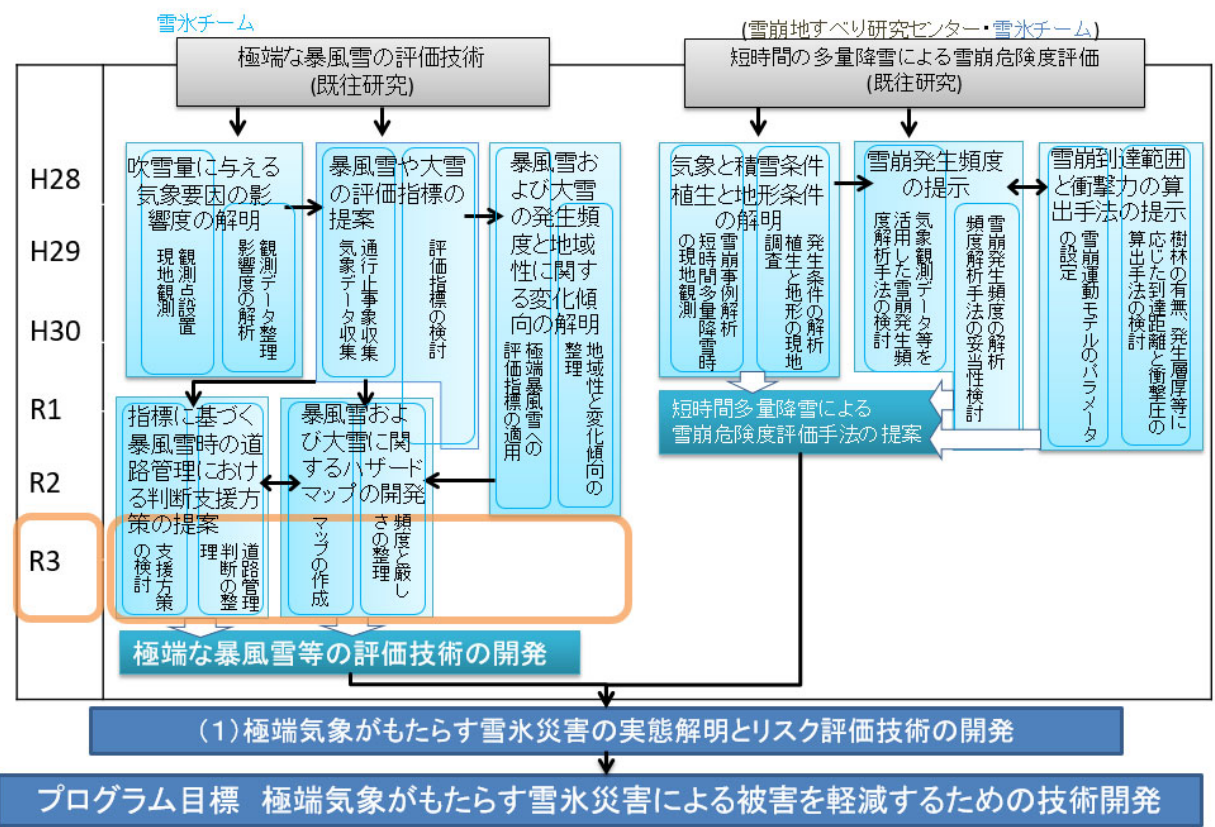 雪氷チーム
極端な暴風雪の評価技術
(既往研究)
(雪崩地すべり研究センター・雪氷チーム)
短時間の多量降雪による雪崩危険度評価
(既往研究)
H28
H29
H30
R1
R2
R3
吹雪量に与える
気象要因の影
響度の解明
観測点設置
現地観測
観測データ整理
影響度の解析
暴風雪や大雪
の評価指標の
提案
通行止事象収集
気象データ収集
評価指標の検討
暴風雪お
よび大雪
の発生頻
度と地域
性に関す
る変化傾
向の解明
極端暴風雪への
評価指標の適用
地域性と変化傾向の
整理
指標に基づく
暴風雪時の道
路管理におけ
る判断支援方
策の提案
支援方策
の検討
道路管理
判断の整
理
暴風雪およ
び大雪に関
するハザード
マップの開発
マップの作成
頻度と厳し
さの整理
極端な暴風雪等の評価技術の開発
気象と積雪条件
植生と地形条件
の解明
雪崩事例解析
短時間多量降雪時
の現地観測
発生条件の解析
植生と地形の現地
調査
雪崩発生頻度
の提示
気象観測データ等を
活用した雪崩発生頻
度解析手法の検討
雪崩発生頻度の解析
頻度解析手法の妥当性検討
雪崩到達範囲
と衝撃力の算
出手法の提示
雪崩運動モデルのパラメータ
の設定
樹林の有無、発生層厚等に
応じた到達距離と衝撃圧の
算出手法の検討
短時間多量降雪による
雪崩危険度評価手法の提案
（1）極端気象がもたらす雪氷災害の実態解明とリスク評価技術の開発
プログラム目標　極端気象がもたらす雪氷災害による被害を軽減するための技術開発